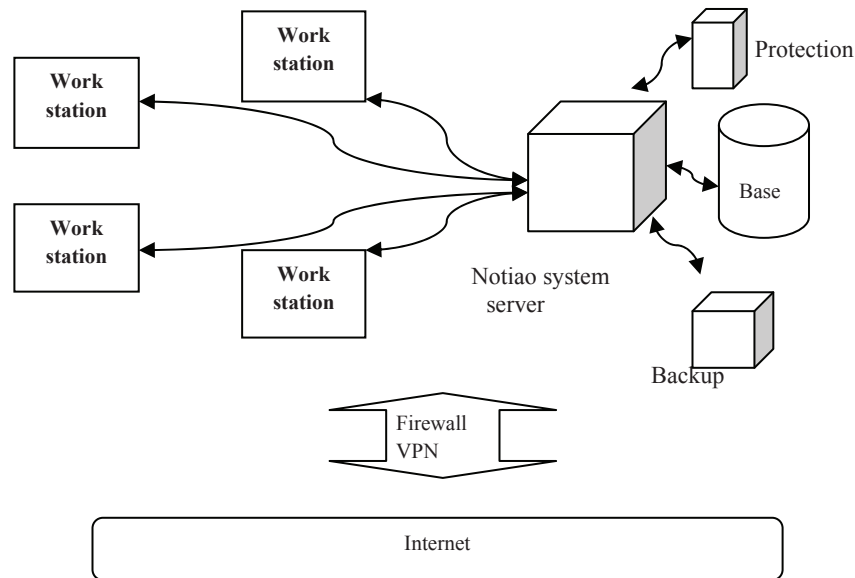 Work
station
Work
station
Protection
Base
Work
station
Work
station
Notiao system
server
Backup
Firewall
VPN
Internet